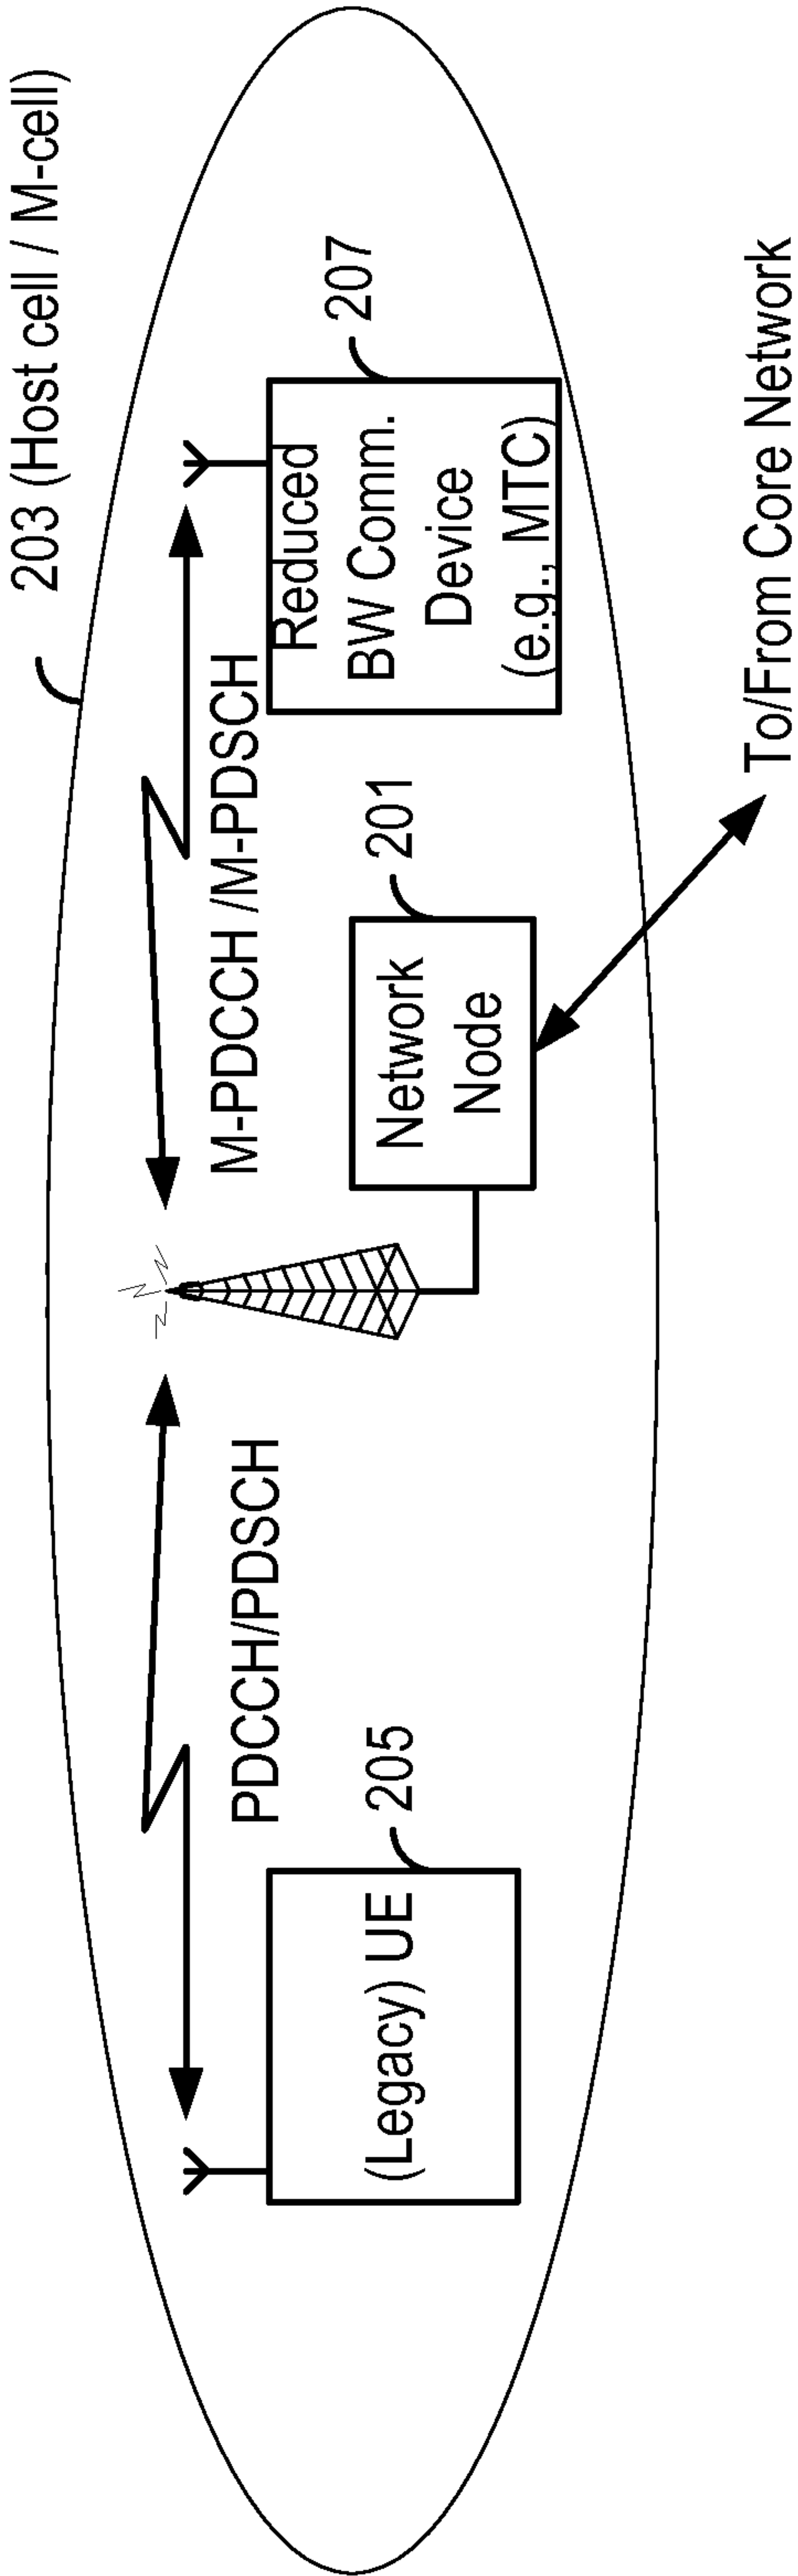 203 (Host cell / M-cell)
PDCCH/PDSCH
M-PDCCH /M-PDSCH
(Legacy) UE
205
Network
Node
201
Reduced
BW Comm.
Device
(e.g., MTC)
207
To/From Core Network